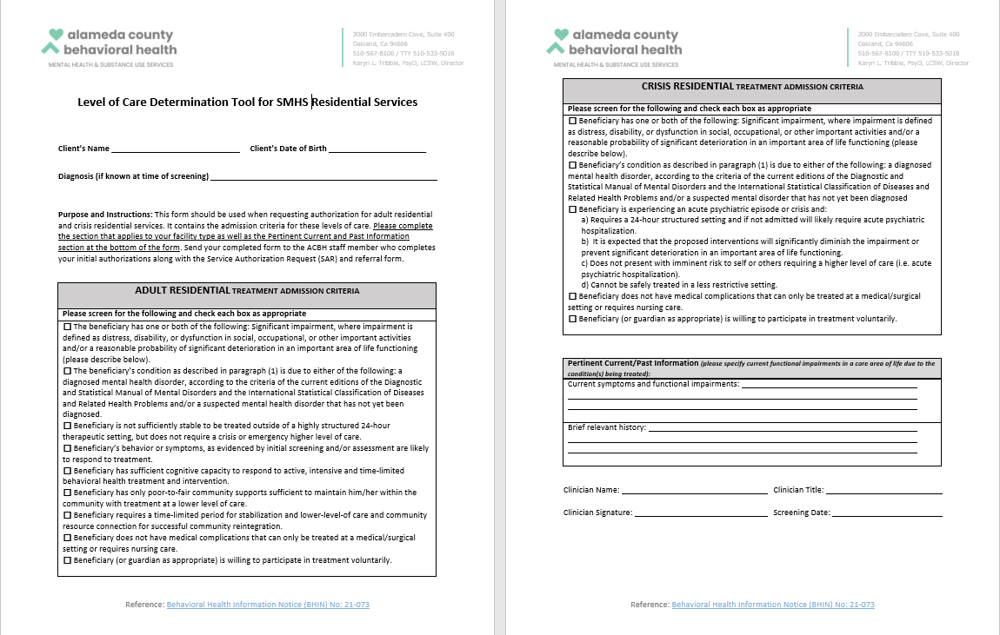 alameda county
behavioral health
MENTAL HEALTH & SUBSTANCE USE SERVICES
2000 Embarcadero Cove, Suite 400
Oakland, Ca 94606
510-567-8100 / TTY 510-533-5018
Karyn L. Tribble, PsyD, LCSW, Director
Level of Care Determination Tool for SMHS Residential Services
Client's Name Client's Date of Birth
Diagnosis (if known at time of screening)
Purpose and Instructions: This form should be used when requesting authorization for adult residential
and crisis residential services. It contains the admission criteria for these levels of care. Please complete
the section that applies to your facility type as well as the Pertinent Current and Past Information
section at the bottom of the form. Send your completed form to the ACBH staff member who completes
your initial authorizations along with the Service Authorization Request (SAR) and referral form.
ADULT RESIDENTIAL TREATMENT ADMISSION CRITERIA
Please screen for the following and check each box as appropriate
☐ The beneficiary has one or both of the following: Significant impairment, where impairment is
defined as distress, disability, or dysfunction in social, occupational, or other important activities
and/or a reasonable probability of significant deterioration in an important area of life functioning
(please describe below).
☐ The beneficiary's condition as described in paragraph (1) is due to either of the following: a
diagnosed mental health disorder, according to the criteria of the current editions of the Diagnostic
and Statistical Manual of Mental Disorders and the International Statistical Classification of Diseases
and Related Health Problems and/or a suspected mental health disorder that has not yet been
diagnosed.
☐ Beneficiary is not sufficiently stable to be treated outside of a highly structured 24-hour
therapeutic setting, but does not require a crisis or emergency higher level of care.
☐ Beneficiary's behavior or symptoms, as evidenced by initial screening and/or assessment are likely
to respond to treatment.
☐ Beneficiary has sufficient cognitive capacity to respond to active, intensive and time-limited
behavioral health treatment and intervention.
☐ Beneficiary has only poor-to-fair community supports sufficient to maintain him/her within the
community with treatment at a lower level of care.
☐ Beneficiary requires a time-limited period for stabilization and lower-level-of care and community
resource connection for successful community reintegration.
☐ Beneficiary does not have medical complications that can only be treated at a medical/surgical
setting or requires nursing care.
☐ Beneficiary (or guardian as appropriate) is willing to participate in treatment voluntarily.
Reference: Behavioral Health Information Notice (BHIN) No: 21-073
alameda county
behavioral health
MENTAL HEALTH & SUBSTANCE USE SERVICES
2000 Embarcadero Cove, Suite 400
Oakland, Ca 94606
510-567-8100 / TTY 510-533-5018
Karyn L. Tribble, PsyD, LCSW, Director
CRISIS RESIDENTIAL TREATMENT ADMISSION CRITERIA
Please screen for the following and check each box as appropriate
☐ Beneficiary has one or both of the following: Significant impairment, where impairment is defined
as distress, disability, or dysfunction in social, occupational, or other important activities and/or a
reasonable probability of significant deterioration in an important area of life functioning (please
describe below).
☐ Beneficiary's condition as described in paragraph (1) is due to either of the following: a diagnosed
mental health disorder, according to the criteria of the current editions of the Diagnostic and
Statistical Manual of Mental Disorders and the International Statistical Classification of Diseases and
Related Health Problems and/or a suspected mental disorder that has not yet been diagnosed
☐ Beneficiary is experiencing an acute psychiatric episode or crisis and:
a) Requires a 24-hour structured setting and if not admitted will likely require acute psychiatric
hospitalization.
b) It is expected that the proposed interventions will significantly diminish the impairment or
prevent significant deterioration in an important area of life functioning.
c) Does not present with imminent risk to self or others requiring a higher level of care (i.e. acute
psychiatric hospitalization).
d) Cannot be safely treated in a less restrictive setting.
☐ Beneficiary does not have medical complications that can only be treated at a medical/surgical
setting or requires nursing care.
☐ Beneficiary (or guardian as appropriate) is willing to participate in treatment voluntarily.
Pertinent Current/Past Information (please specify current functional impairments in a core area of life due to the
condition(s) being treated):
Current symptoms and functional impairments:
Brief relevant history:
Clinician Name: Clinician Title:
Clinician Signature: Screening Date:
Reference: Behavioral Health Information Notice (BHIN) No: 21-073